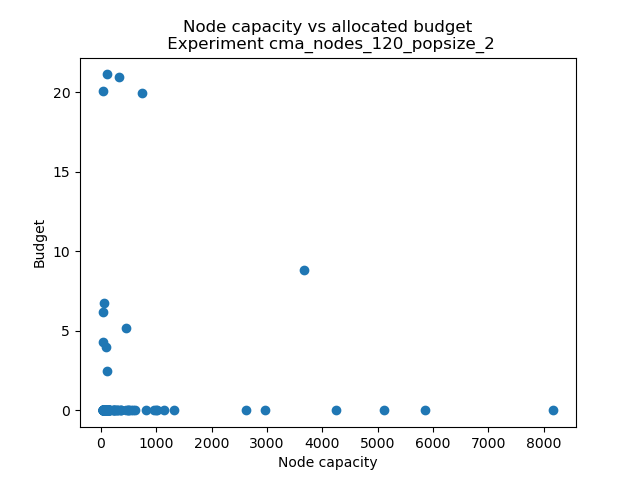 Node capacity vs allocated budget
Experiment cma_nodes_120_popsize_2
20
15
10
5
0
Budget
0 1000 2000 3000 4000 5000 6000 7000 8000
Node capacity